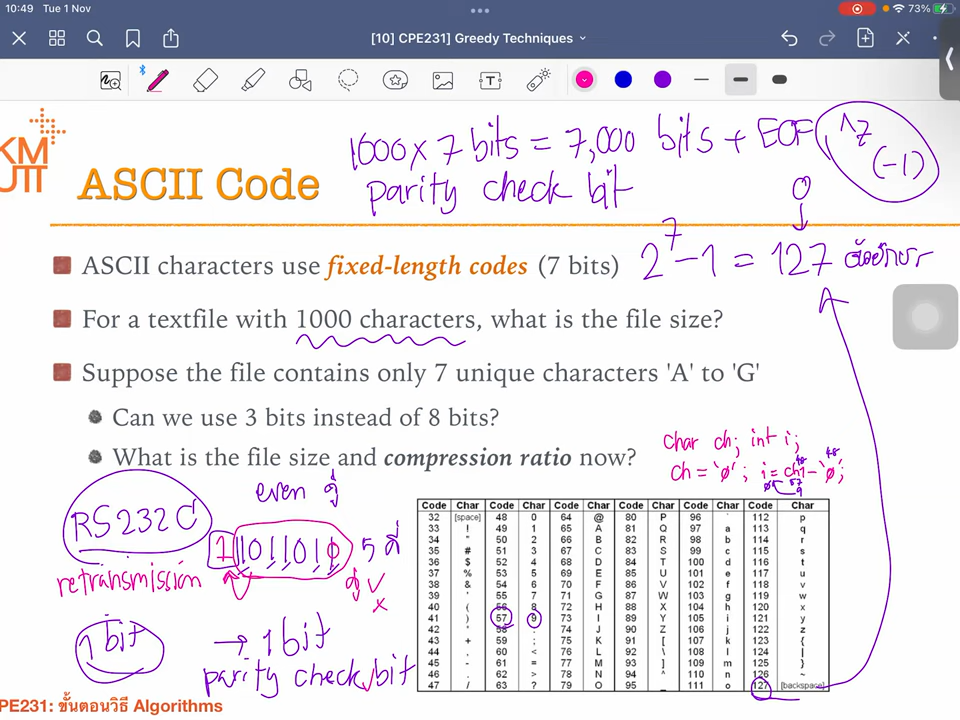 10:49 Tue 1 Nov
73%
[10] CPE231] Greedy Techniques
KM
UTT
1000 x 7 bits = 7,000 bits + EOF, ^Z
(-1)
ASCII Code
parity check bit
0
ASCII characters use fixed-length codes (7 bits)
2^7 - 1 = 127 ตัวอักษร
For a textfile with 1000 characters, what is the file size?
Suppose the file contains only 7 unique characters 'A' to 'G'
Can we use 3 bits instead of 8 bits?
char ch; int i;
What is the file size and compression ratio now?
ch = '0'; i = ch - '0';
48 48
57
9
even คู่
RS232C
5 คี่
retransmission
คู่ ✓
x
1 bit
→ 1 bit
parity check bit
Code Char Code Char Code Char Code Char Code Char Code Char
32 [space] 48 0 64 @ 80 P 96 ` 112 p
33 ! 49 1 65 A 81 Q 97 a 113 q
34 " 50 2 66 B 82 R 98 b 114 r
35 # 51 3 67 C 83 S 99 c 115 s
36 $ 52 4 68 D 84 T 100 d 116 t
37 % 53 5 69 E 85 U 101 e 117 u
38 & 54 6 70 F 86 V 102 f 118 v
39 ' 55 7 71 G 87 W 103 g 119 w
40 ( 56 8 72 H 88 X 104 h 120 x
41 ) 57 9 73 I 89 Y 105 i 121 y
42 * 58 : 74 J 90 Z 106 j 122 z
43 + 59 ; 75 K 91 [ 107 k 123 {
44 , 60 < 76 L 92 \ 108 l 124 |
45 - 61 = 77 M 93 ] 109 m 125 }
46 . 62 > 78 N 94 ^ 110 n 126 ~
47 / 63 ? 79 O 95 _ 111 o 127 [backspace]
PE231: ขั้นตอนวิธี Algorithms